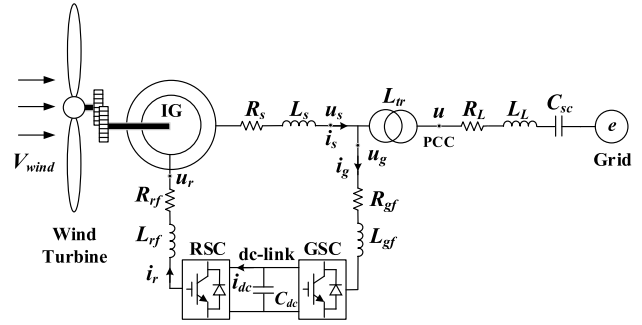 V_wind
Wind
Turbine
IG
R_s
L_s
u_s
i_s
L_tr
u
PCC
R_L
L_L
C_sc
e
Grid
u_r
R_rf
L_rf
i_r
RSC
dc-link
i_dc
C_dc
GSC
i_g
u_g
R_gf
L_gf